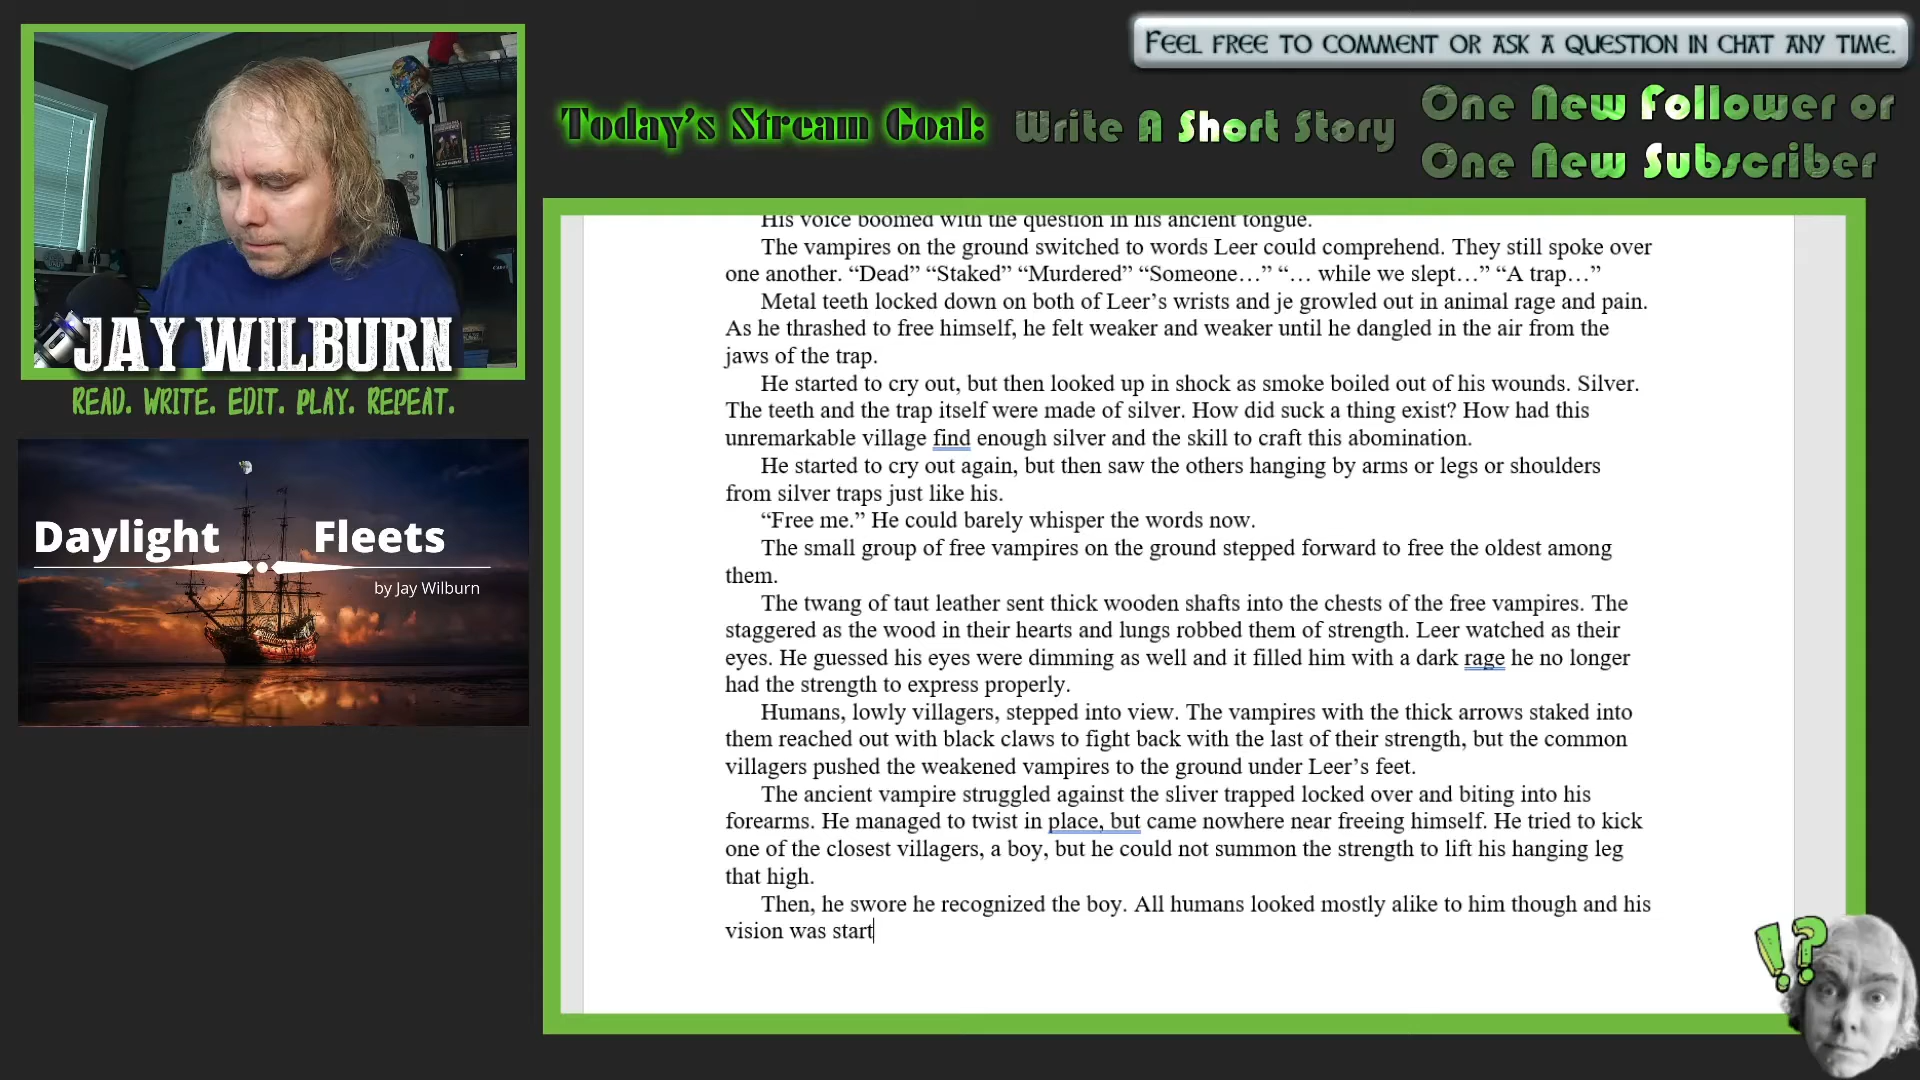 FEEL FREE TO COMMENT OR ASK A QUESTION IN CHAT ANY TIME.
Today's Stream Goal:
Write A Short Story
One New Follower or
One New Subscriber
JAY WILBURN
READ. WRITE. EDIT. PLAY. REPEAT.
Daylight Fleets
by Jay Wilburn
His voice boomed with the question in his ancient tongue.
The vampires on the ground switched to words Leer could comprehend. They still spoke over
one another. “Dead” “Staked” “Murdered” “Someone…” “… while we slept…” “A trap…”
Metal teeth locked down on both of Leer’s wrists and je growled out in animal rage and pain.
As he thrashed to free himself, he felt weaker and weaker until he dangled in the air from the
jaws of the trap.
He started to cry out, but then looked up in shock as smoke boiled out of his wounds. Silver.
The teeth and the trap itself were made of silver. How did suck a thing exist? How had this
unremarkable village find enough silver and the skill to craft this abomination.
He started to cry out again, but then saw the others hanging by arms or legs or shoulders
from silver traps just like his.
“Free me.” He could barely whisper the words now.
The small group of free vampires on the ground stepped forward to free the oldest among
them.
The twang of taut leather sent thick wooden shafts into the chests of the free vampires. The
staggered as the wood in their hearts and lungs robbed them of strength. Leer watched as their
eyes. He guessed his eyes were dimming as well and it filled him with a dark rage he no longer
had the strength to express properly.
Humans, lowly villagers, stepped into view. The vampires with the thick arrows staked into
them reached out with black claws to fight back with the last of their strength, but the common
villagers pushed the weakened vampires to the ground under Leer’s feet.
The ancient vampire struggled against the sliver trapped locked over and biting into his
forearms. He managed to twist in place, but came nowhere near freeing himself. He tried to kick
one of the closest villagers, a boy, but he could not summon the strength to lift his hanging leg
that high.
Then, he swore he recognized the boy. All humans looked mostly alike to him though and his
vision was start
!?